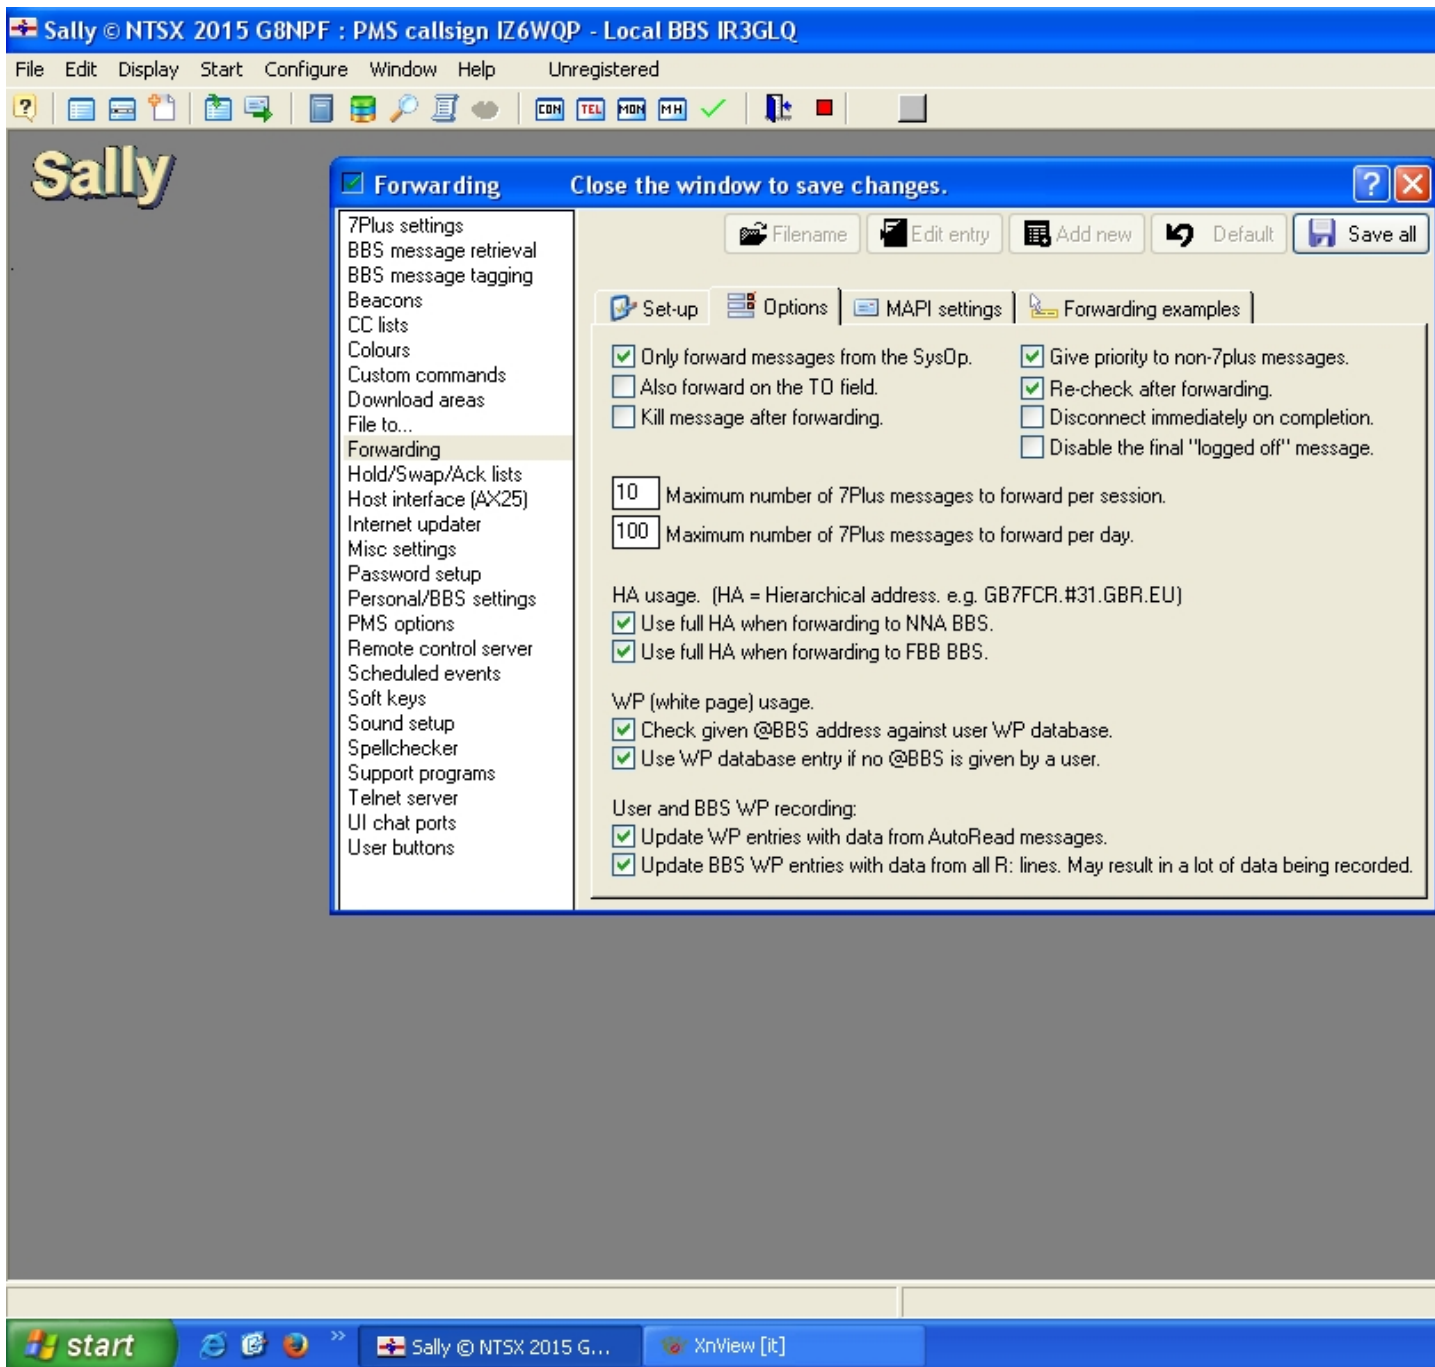 Sally © NTSX 2015 G8NPF : PMS callsign IZ6WQP - Local BBS IR3GLQ
File Edit Display Start Configure Window Help Unregistered
CON TEL MON MH
Sally
Forwarding Close the window to save changes.
7Plus settings
BBS message retrieval
BBS message tagging
Beacons
CC lists
Colours
Custom commands
Download areas
File to...
Forwarding
Hold/Swap/Ack lists
Host interface (AX25)
Internet updater
Misc settings
Password setup
Personal/BBS settings
PMS options
Remote control server
Scheduled events
Soft keys
Sound setup
Spellchecker
Support programs
Telnet server
UI chat ports
User buttons
Filename Edit entry Add new Default Save all
Set-up Options MAPI settings Forwarding examples
Only forward messages from the SysOp. Give priority to non-7plus messages.
Also forward on the TO field. Re-check after forwarding.
Kill message after forwarding. Disconnect immediately on completion.
Disable the final "logged off" message.
10 Maximum number of 7Plus messages to forward per session.
100 Maximum number of 7Plus messages to forward per day.
HA usage. (HA = Hierarchical address. e.g. GB7FCR.#31.GBR.EU)
Use full HA when forwarding to NNA BBS.
Use full HA when forwarding to FBB BBS.
WP (white page) usage.
Check given @BBS address against user WP database.
Use WP database entry if no @BBS is given by a user.
User and BBS WP recording:
Update WP entries with data from AutoRead messages.
Update BBS WP entries with data from all R: lines. May result in a lot of data being recorded.
start Sally © NTSX 2015 G... XnView [it]